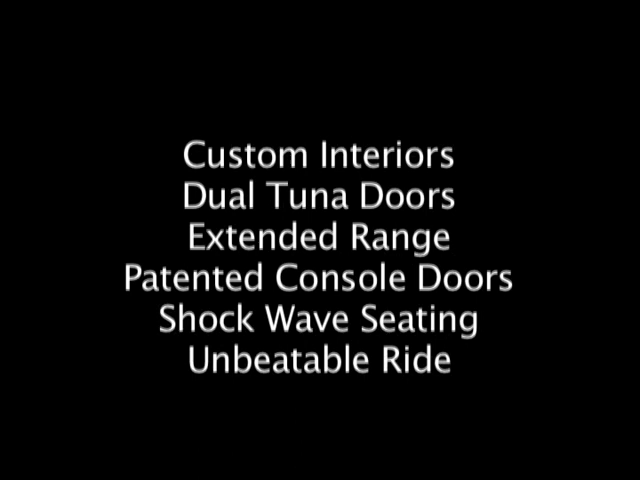 Custom Interiors
Dual Tuna Doors
Extended Range
Patented Console Doors
Shock Wave Seating
Unbeatable Ride